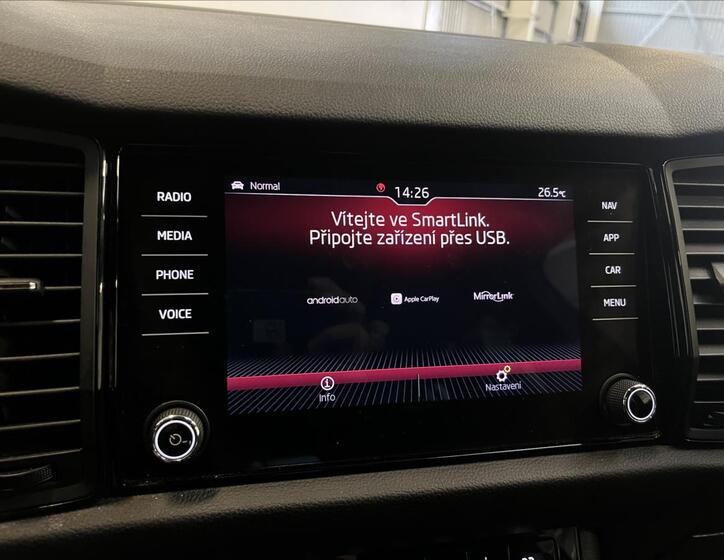 Normal
14:26
26.5°C
Vítejte ve SmartLink.
Připojte zařízení přes USB.
androidauto
Apple CarPlay
MirrorLink
Info
Nastavení
RADIO
MEDIA
PHONE
VOICE
NAV
APP
CAR
MENU